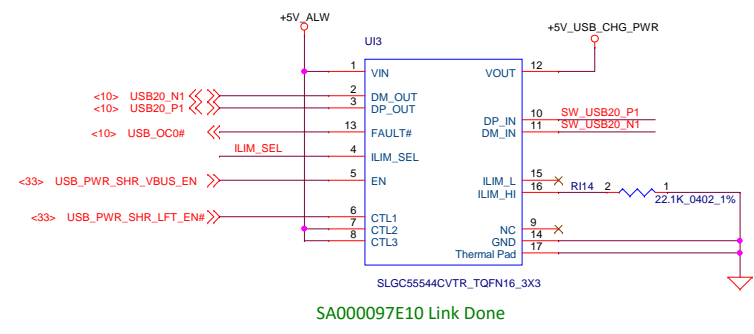 +5V_ALW
+5V_USB_CHG_PWR
UI3
1 VIN VOUT 12
<10> USB20_N1 2 DM_OUT
<10> USB20_P1 3 DP_OUT
DP_IN 10 SW_USB20_P1
DM_IN 11 SW_USB20_N1
<10> USB_OC0# 13 FAULT#
ILIM_SEL 4 ILIM_SEL
<33> USB_PWR_SHR_VBUS_EN 5 EN
ILIM_L 15
ILIM_HI 16 RI14 2 1
22.1K_0402_1%
<33> USB_PWR_SHR_LFT_EN# 6 CTL1
7 CTL2
8 CTL3
NC 9
GND 14
Thermal Pad 17
SLGC55544CVTR_TQFN16_3X3
SA000097E10 Link Done